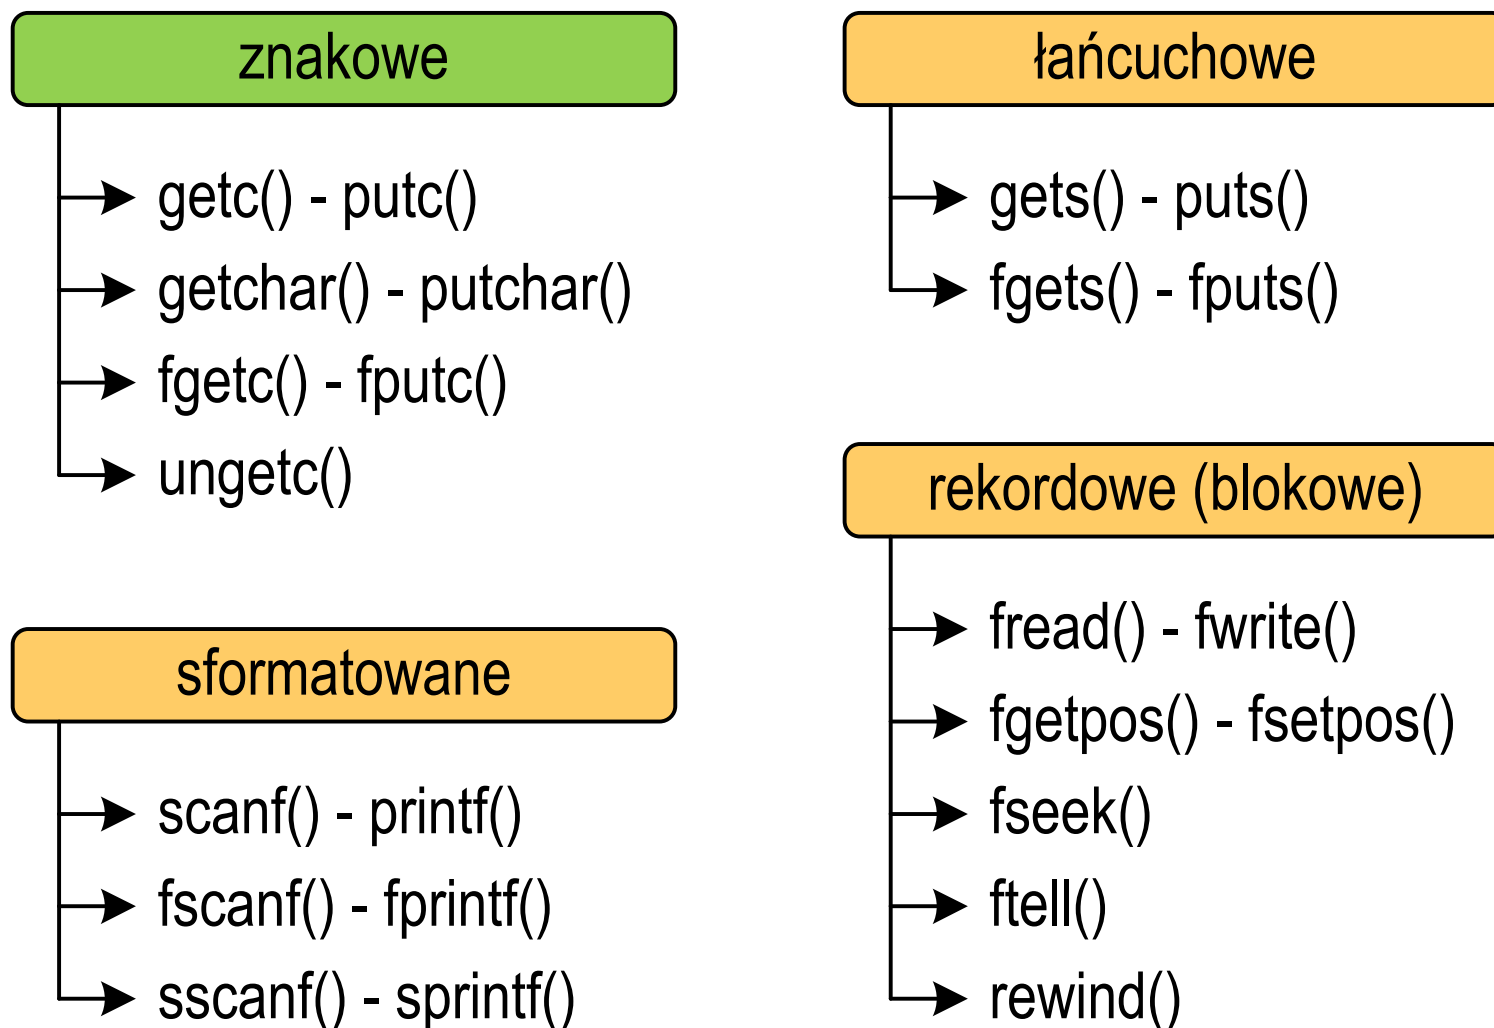 znakowe
getc() - putc()
getchar() - putchar()
fgetc() - fputc()
ungetc()
sformatowane
scanf() - printf()
fscanf() - fprintf()
sscanf() - sprintf()
łańcuchowe
gets() - puts()
fgets() - fputs()
rekordowe (blokowe)
fread() - fwrite()
fgetpos() - fsetpos()
fseek()
ftell()
rewind()